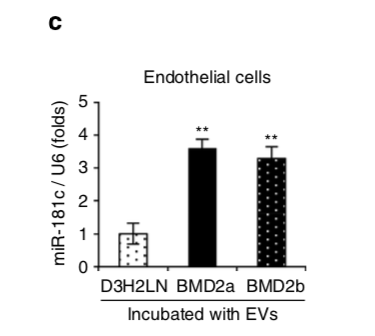 c
Endothelial cells
miR-181c / U6 (folds)
5
4
3
2
1
0
** **
D3H2LN BMD2a BMD2b
Incubated with EVs